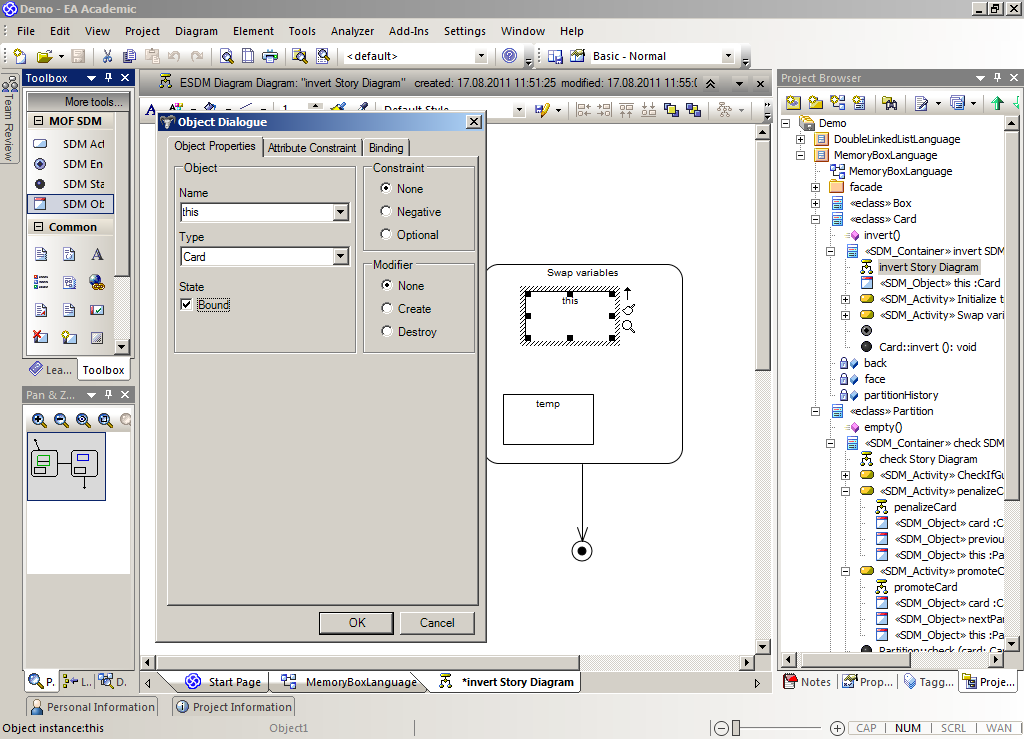 Demo - EA Academic
File Edit View Project Diagram Element Tools Analyzer Add-Ins Settings Window Help
<default> Basic - Normal
Team Review
Toolbox
More tools...
MOF SDM
SDM Act
SDM En
SDM Sta
SDM Ob
Common
A
Lea... Toolbox
Pan & Z...
P. L.. D.
ESDM Diagram Diagram: "invert Story Diagram" created: 17.08.2011 11:51:25 modified: 17.08.2011 11:55:0
A 1 Default Style
Object Dialogue
Object Properties Attribute Constraint Binding
Object
Name
this
Type
Card
State
Bound
Constraint
None
Negative
Optional
Modifier
None
Create
Destroy
OK Cancel
Swap variables
this
temp
Start Page MemoryBoxLanguage *invert Story Diagram
Project Browser
Demo
DoubleLinkedListLanguage
MemoryBoxLanguage
MemoryBoxLanguage
facade
«eclass» Box
«eclass» Card
invert()
«SDM_Container» invert SDM
invert Story Diagram
«SDM_Object» this :Card
«SDM_Activity» Initialize t
«SDM_Activity» Swap vari
Card::invert (): void
back
face
partitionHistory
«eclass» Partition
empty()
«SDM_Container» check SDM
check Story Diagram
«SDM_Activity» CheckIfGu
«SDM_Activity» penalizeC
penalizeCard
«SDM_Object» card :C
«SDM_Object» previou
«SDM_Object» this :Pa
«SDM_Activity» promoteC
promoteCard
«SDM_Object» card :C
«SDM_Object» nextPar
«SDM_Object» this :Pa
Partition::check (card: Car
Notes Prop... Tagg... Proje...
Personal Information Project Information
Object instance:this Object1 CAP NUM SCRL WAN